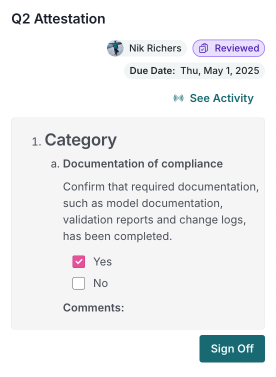 Q2 Attestation
Nik Richers
Reviewed
Due Date: Thu, May 1, 2025
See Activity
1. Category
a. Documentation of compliance
Confirm that required documentation,
such as model documentation,
validation reports and change logs,
has been completed.
Yes
No
Comments:
Sign Off